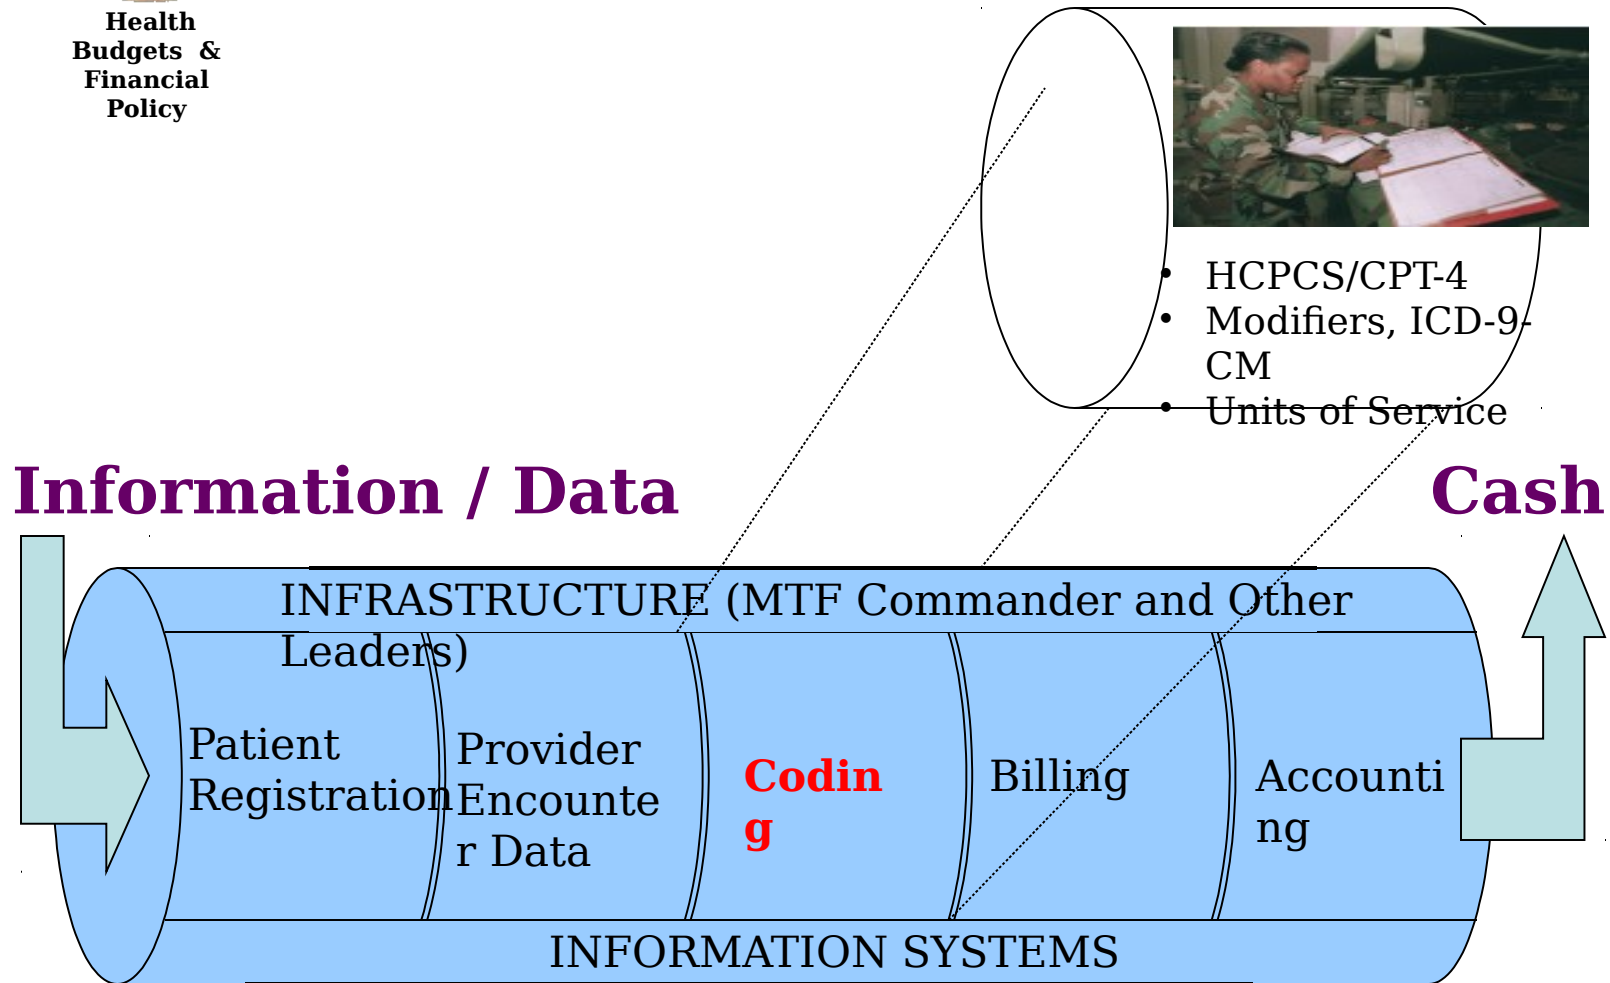 Health
Budgets & 
Financial
Policy
• HCPCS/CPT-4
• Modifiers, ICD-9-
CM
• Units of Service
Information / Data
Cash
INFRASTRUCTURE (MTF Commander and Other
Leaders)
Patient
Registration
Provider
Encounte
r Data
Codin
g
Billing
Accounti
ng
INFORMATION SYSTEMS